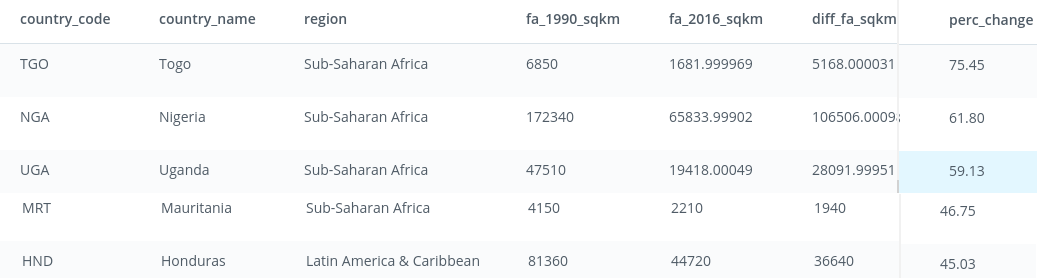 country_code country_name region fa_1990_sqkm fa_2016_sqkm diff_fa_sqkm perc_change
TGO Togo Sub-Saharan Africa 6850 1681.999969 5168.000031 75.45
NGA Nigeria Sub-Saharan Africa 172340 65833.99902 106506.0009 61.80
UGA Uganda Sub-Saharan Africa 47510 19418.00049 28091.99951 59.13
MRT Mauritania Sub-Saharan Africa 4150 2210 1940 46.75
HND Honduras Latin America & Caribbean 81360 44720 36640 45.03